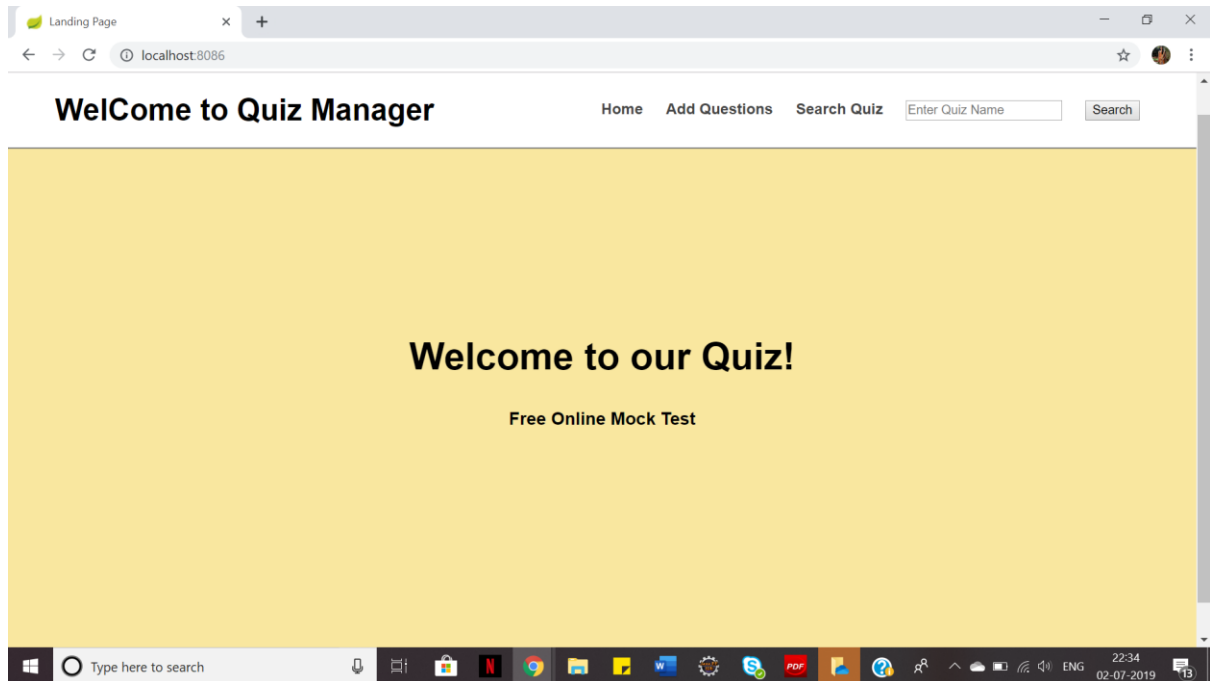 Landing Page
localhost:8086
WelCome to Quiz Manager Home Add Questions Search Quiz Enter Quiz Name Search
Welcome to our Quiz!
Free Online Mock Test
Type here to search N W PDF ENG 22:34
02-07-2019 13